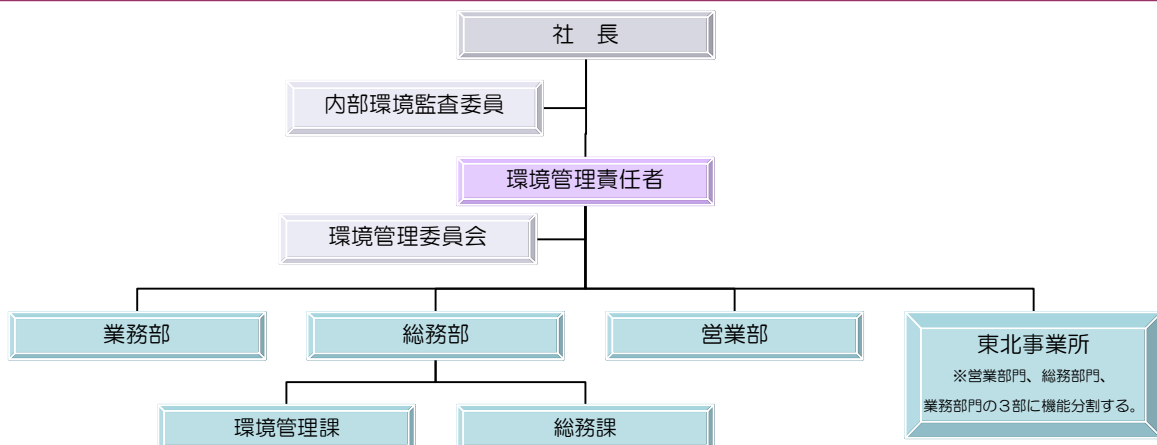 社　長
内部環境監査委員
環境管理責任者
環境管理委員会
業務部
総務部
営業部
東北事業所
※営業部門、総務部門、
業務部門の３部に機能分割する。
環境管理課
総務課